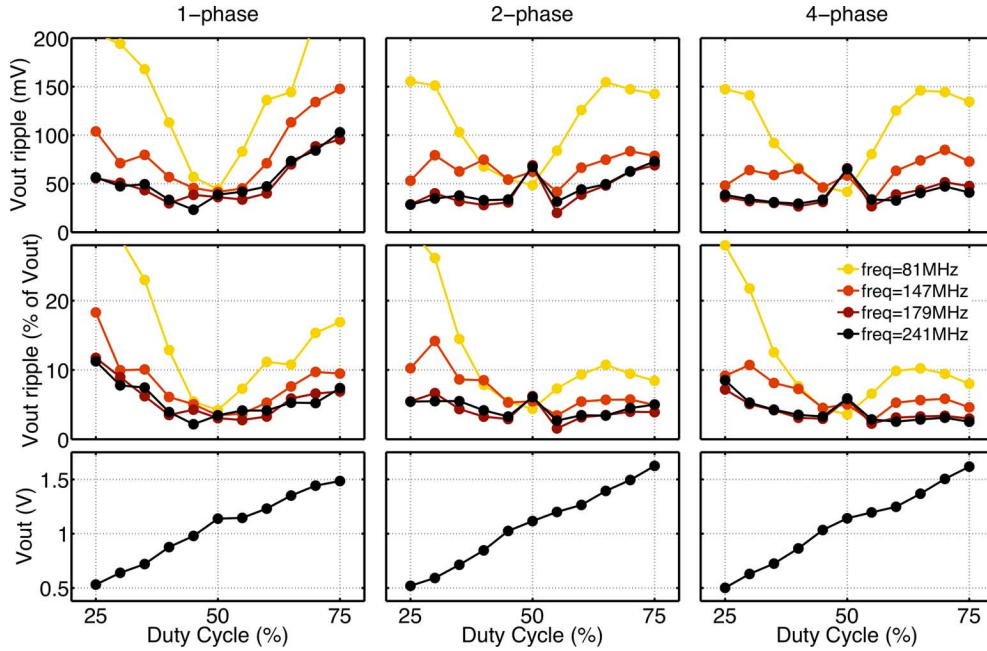 1−phase 2−phase 4−phase
Vout ripple (mV)
200
150
100
50
0
Vout ripple (% of Vout)
20
10
0
freq=81MHz
freq=147MHz
freq=179MHz
freq=241MHz
Vout (V)
1.5
1
0.5
25 50 75 25 50 75 25 50 75
Duty Cycle (%) Duty Cycle (%) Duty Cycle (%)